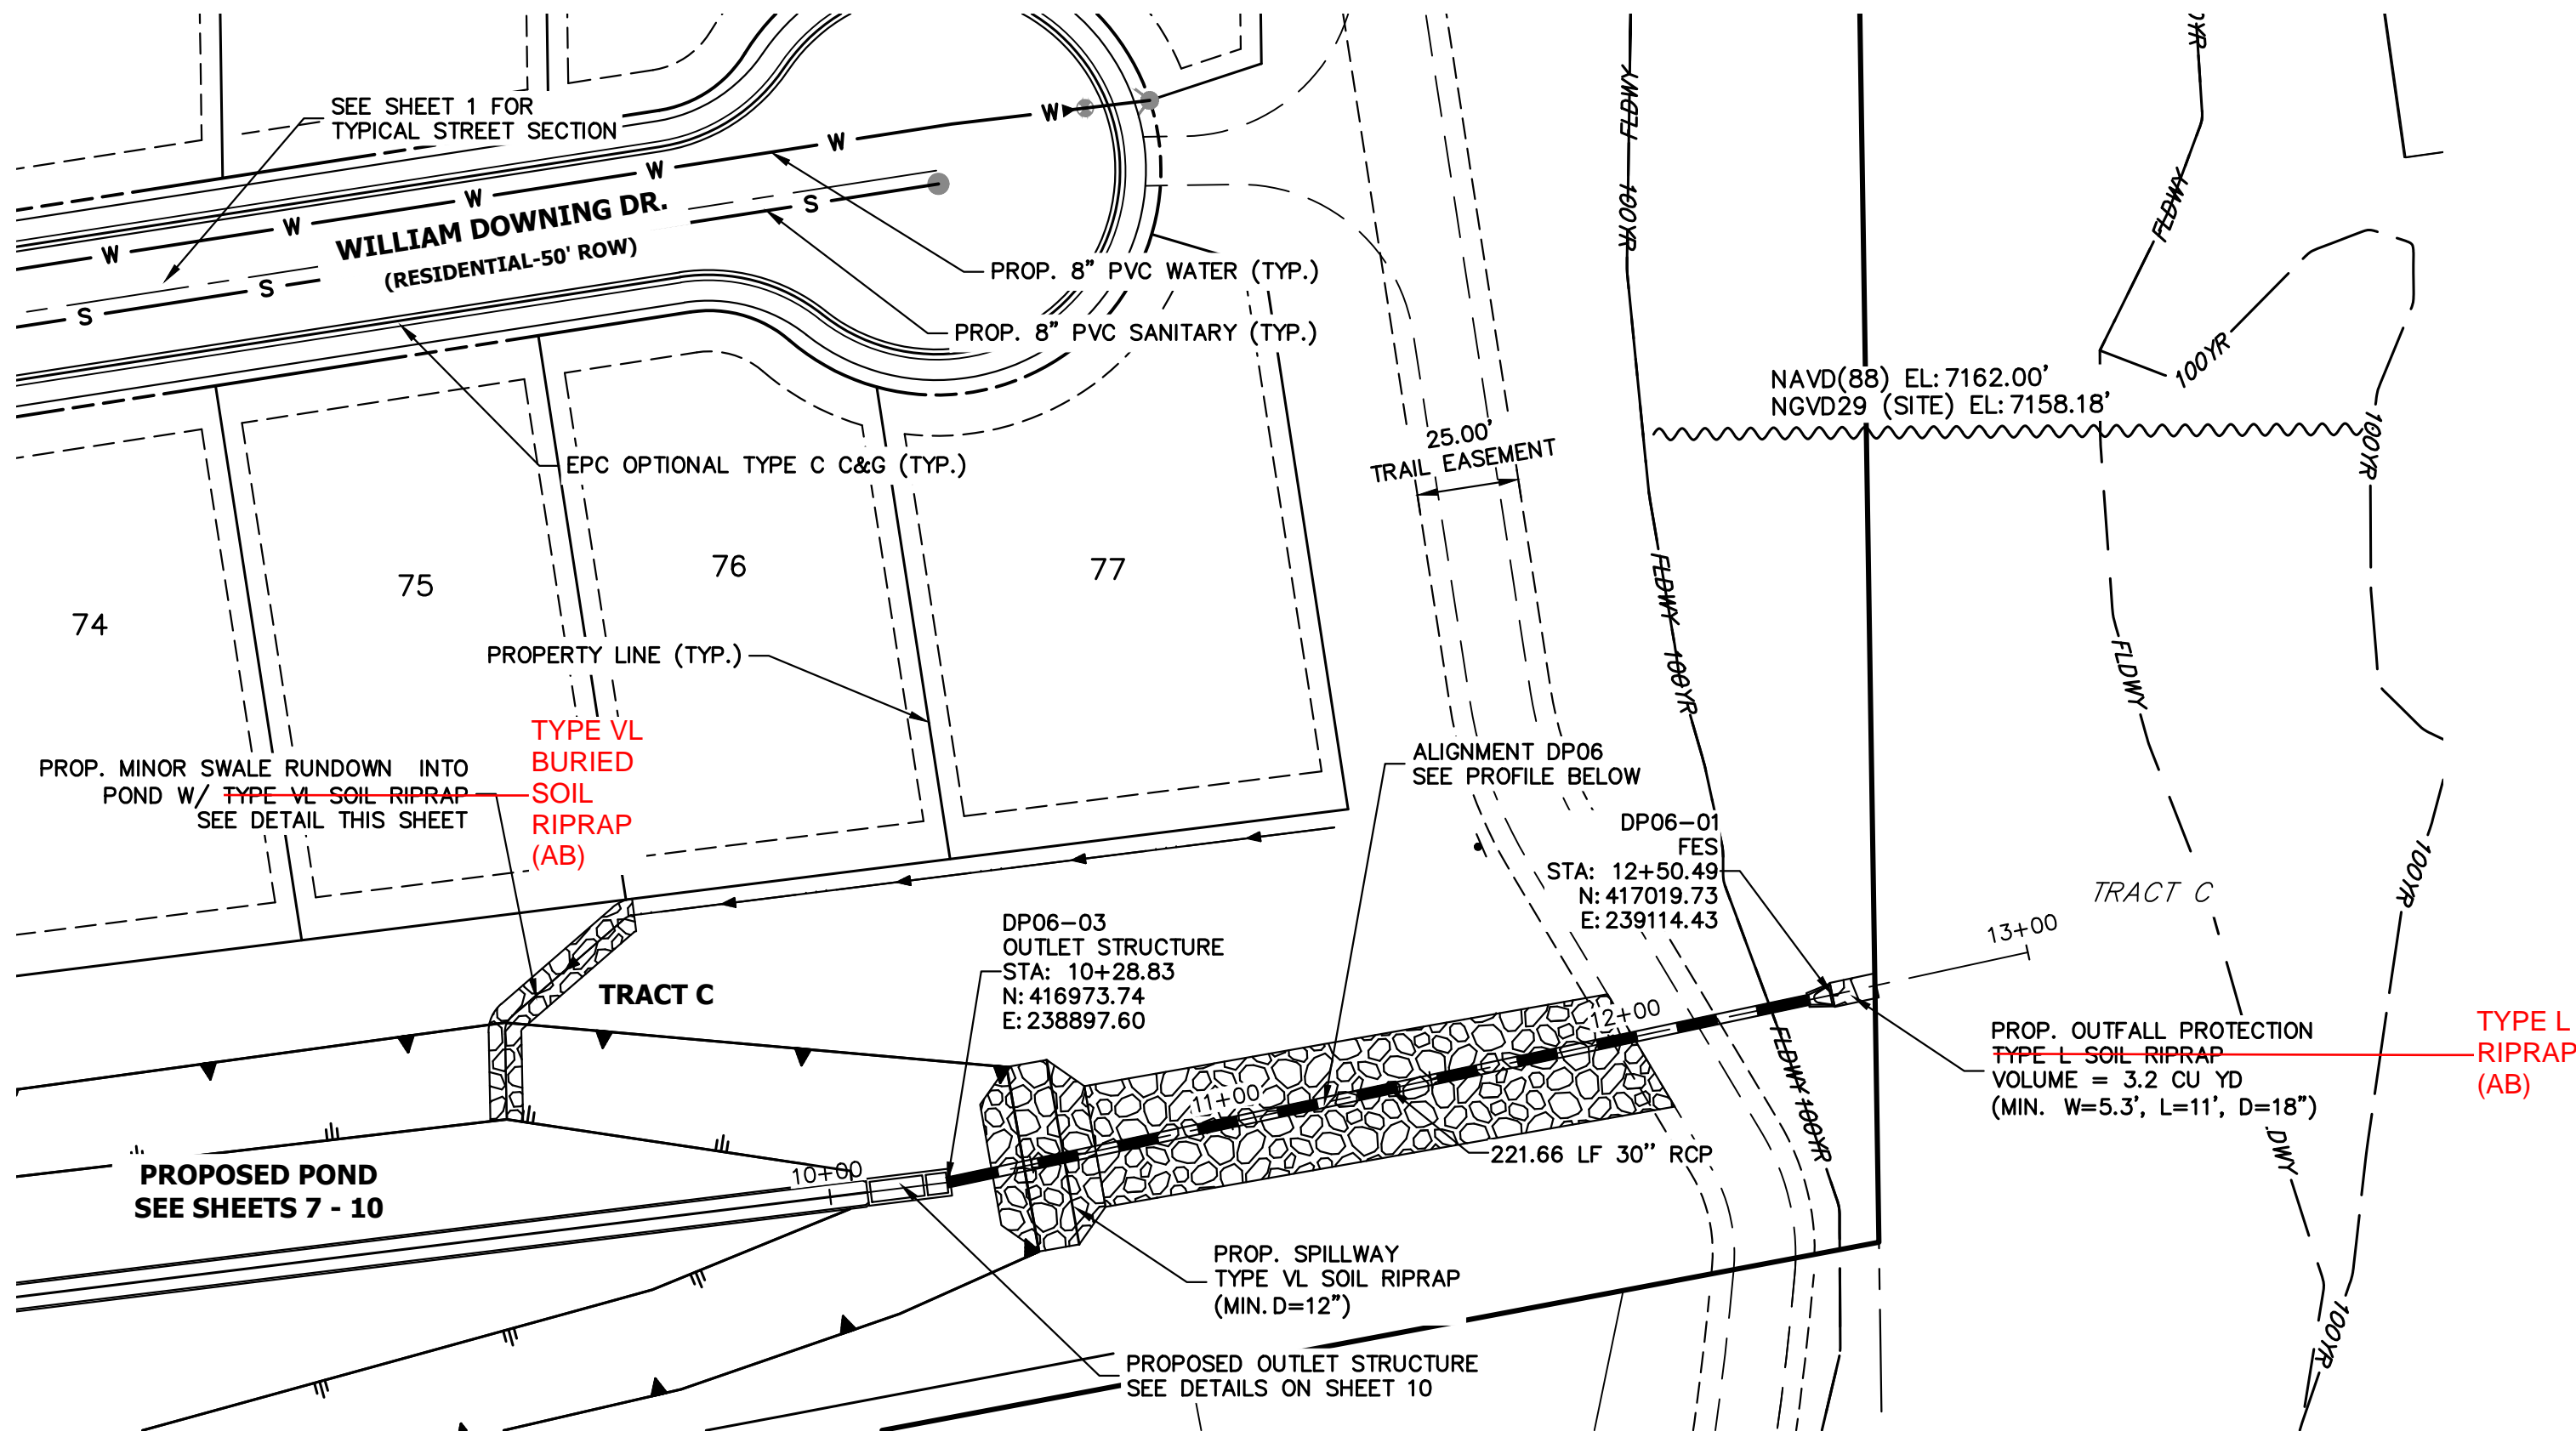 SEE SHEET 1 FOR
TYPICAL STREET SECTION
W
W
W
W
W
W
W
WILLIAM DOWNING DR.
(RESIDENTIAL-50' ROW)
S
S
S
PROP. 8" PVC WATER (TYP.)
PROP. 8" PVC SANITARY (TYP.)
EPC OPTIONAL TYPE C C&G (TYP.)
74
75
76
77
PROPERTY LINE (TYP.)
25.00'
TRAIL EASEMENT
FLDWY
100YR
FLDWY
100YR
FLDWY
100YR
FLDWY
YR
FLDWY
FLDWY
DWY
100YR
100YR
100YR
100YR
NAVD(88) EL: 7162.00'
NGVD29 (SITE) EL: 7158.18'
PROP. MINOR SWALE RUNDOWN INTO
POND W/ TYPE VL SOIL RIPRAP
SEE DETAIL THIS SHEET
TYPE VL
BURIED
SOIL
RIPRAP
(AB)
ALIGNMENT DP06
SEE PROFILE BELOW
DP06-01
FES
STA: 12+50.49
N: 417019.73
E: 239114.43
TRACT C
13+00
DP06-03
OUTLET STRUCTURE
STA: 10+28.83
N: 416973.74
E: 238897.60
TRACT C
12+00
11+00
10+00
PROP. OUTFALL PROTECTION
TYPE L SOIL RIPRAP
VOLUME = 3.2 CU YD
(MIN. W=5.3', L=11', D=18")
TYPE L
RIPRAP
(AB)
221.66 LF 30" RCP
PROPOSED POND
SEE SHEETS 7 - 10
PROP. SPILLWAY
TYPE VL SOIL RIPRAP
(MIN. D=12")
PROPOSED OUTLET STRUCTURE
SEE DETAILS ON SHEET 10